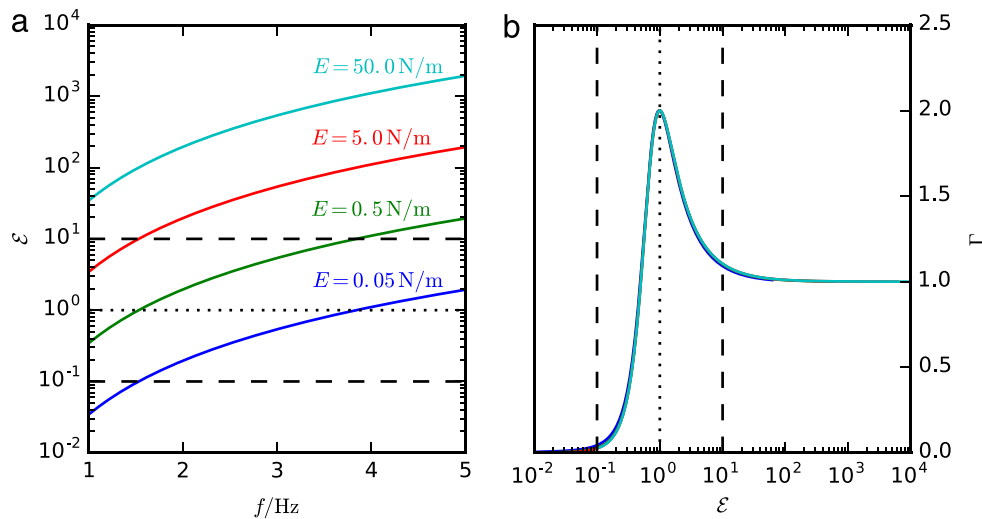 a
10^4
10^3
10^2
10^1
10^0
10^-1
10^-2
ℰ
E = 50.0 N/m
E = 5.0 N/m
E = 0.5 N/m
E = 0.05 N/m
1 2 3 4 5
f/Hz
b
2.5
2.0
1.5
1.0
0.5
0.0
Γ
10^-2 10^-1 10^0 10^1 10^2 10^3 10^4
ℰ